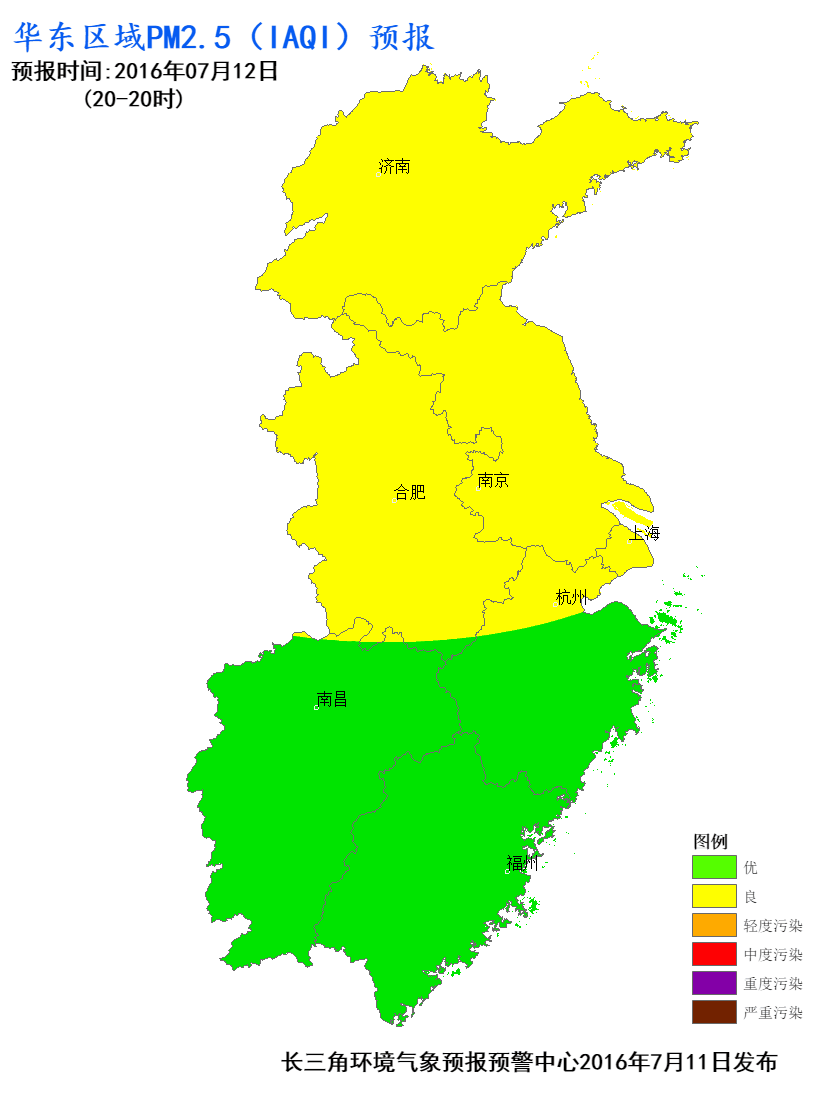 华东区域PM2.5（IAQI）预报
预报时间:2016年07月12日
(20-20时)
济南
南京
合肥
上海
杭州
南昌
福州
图例
优
良
轻度污染
中度污染
重度污染
严重污染
长三角环境气象预报预警中心2016年7月11日发布